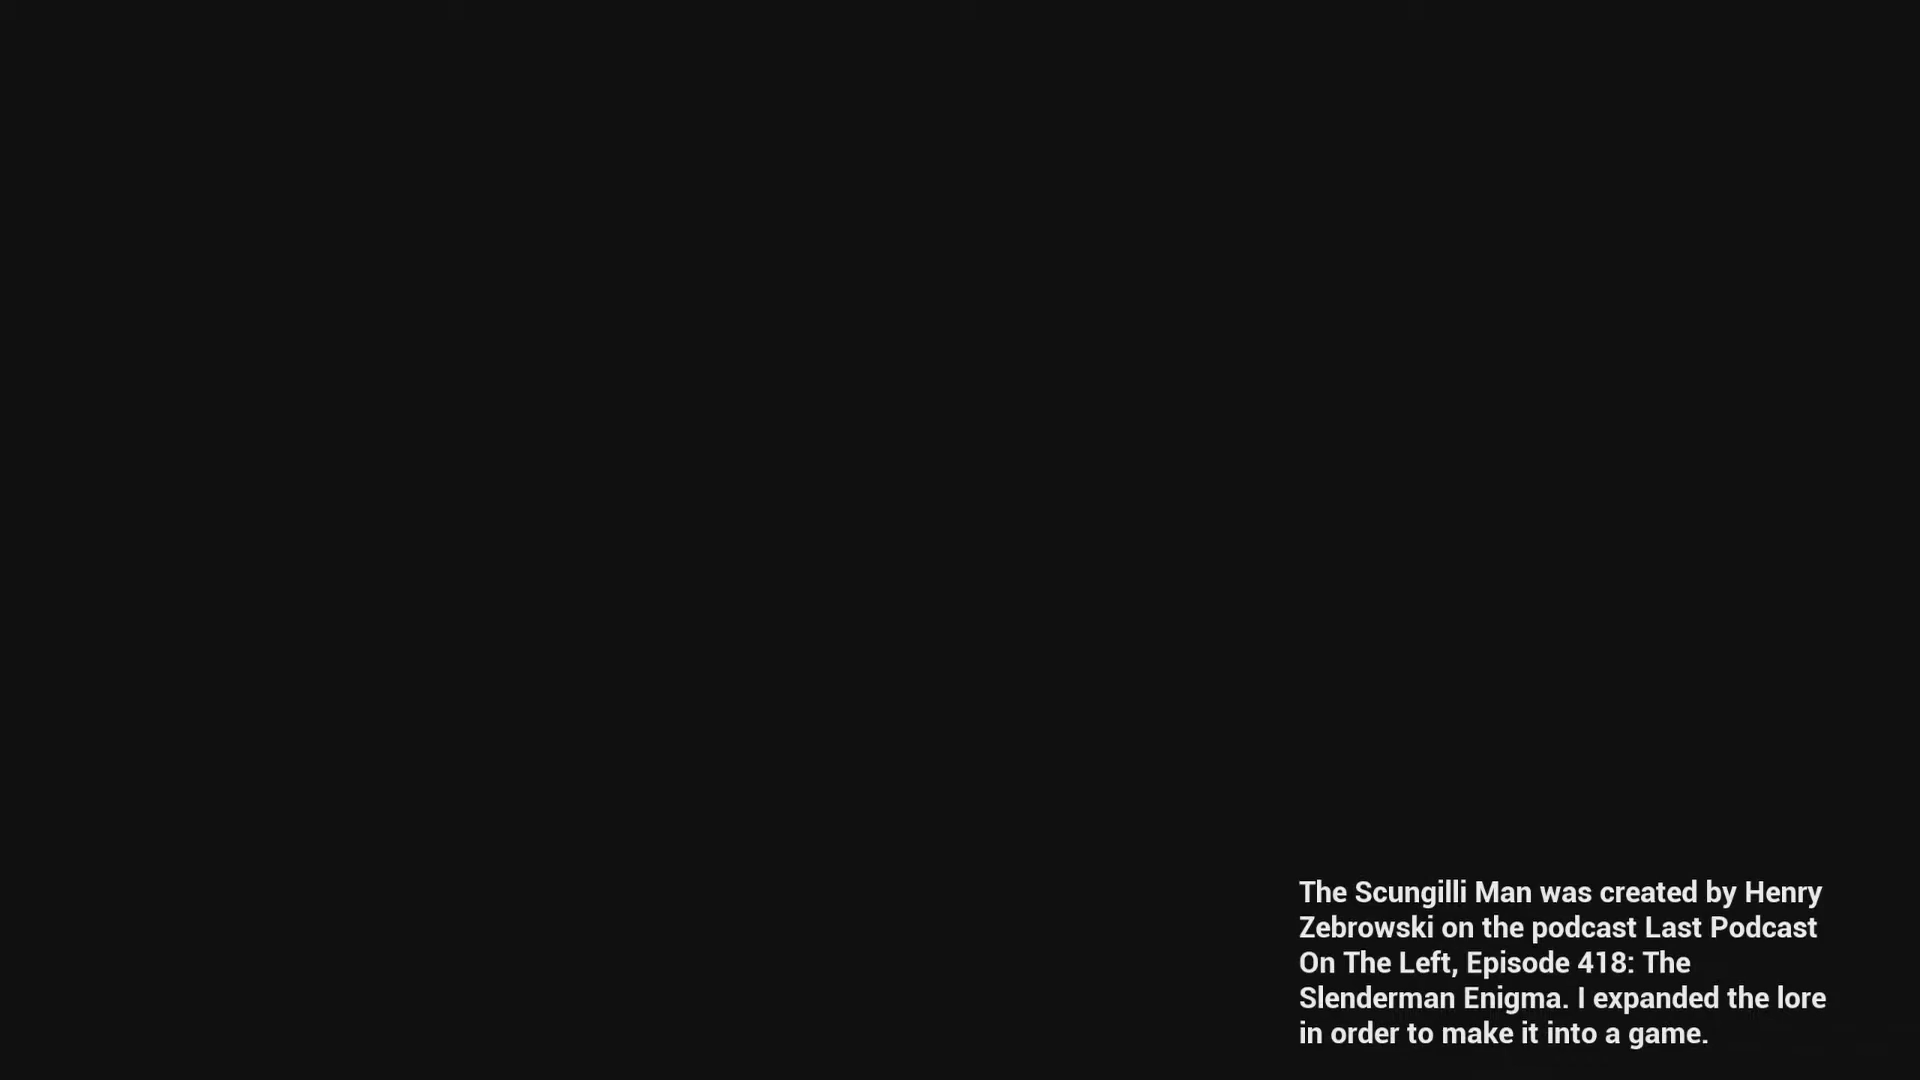 The Scungilli Man was created by Henry
Zebrowski on the podcast Last Podcast
On The Left, Episode 418: The
Slenderman Enigma. I expanded the lore
in order to make it into a game.